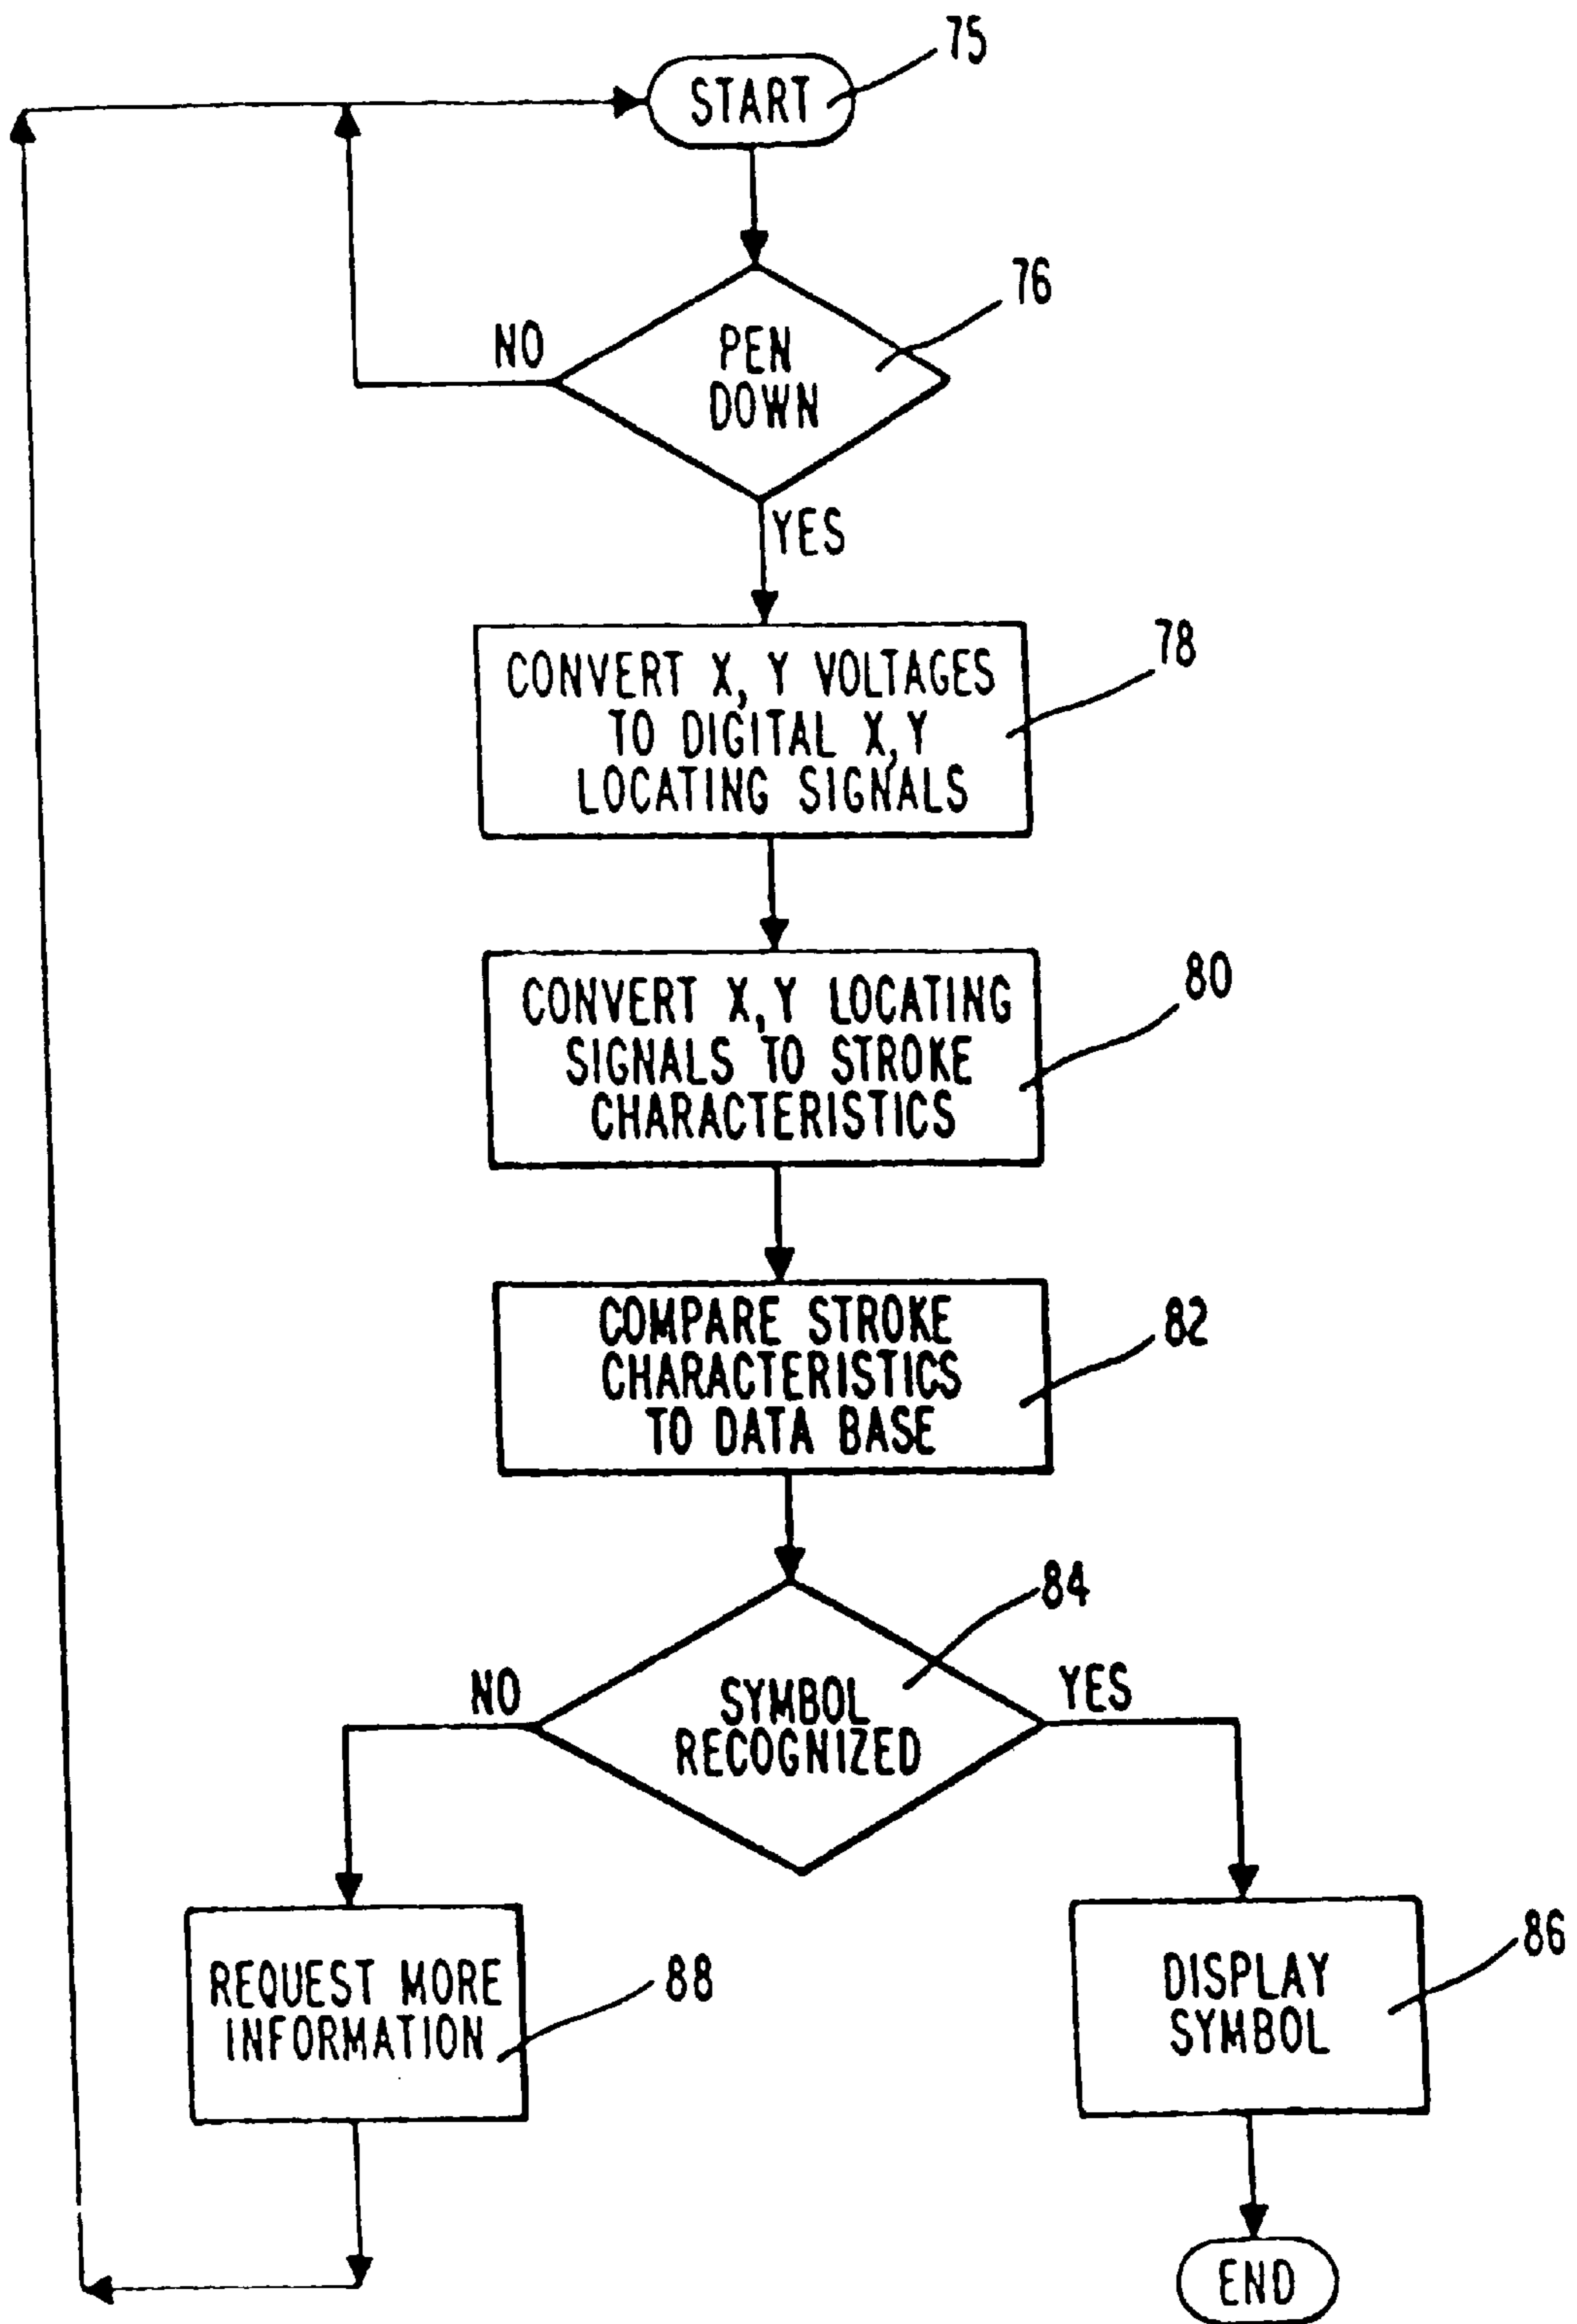 75
START
76
PEN
DOWN
NO
YES
78
CONVERT X, Y VOLTAGES
TO DIGITAL X,Y
LOCATING SIGNALS
80
CONVERT X,Y LOCATING
SIGNALS TO STROKE
CHARACTERISTICS
82
COMPARE STROKE
CHARACTERISTICS
TO DATA BASE
84
NO
SYMBOL
RECOGNIZED
YES
REQUEST MORE
INFORMATION
88
DISPLAY
SYMBOL
86
END